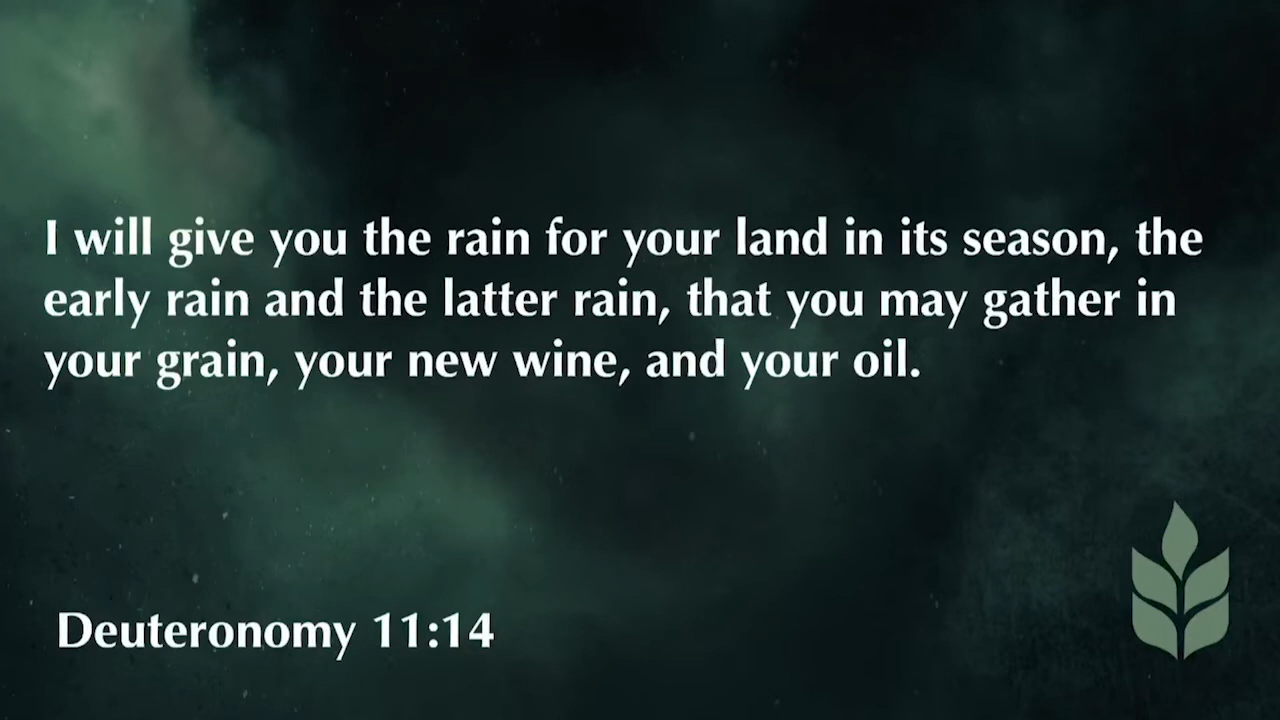 I will give you the rain for your land in its season, the
early rain and the latter rain, that you may gather in
your grain, your new wine, and your oil.
Deuteronomy 11:14